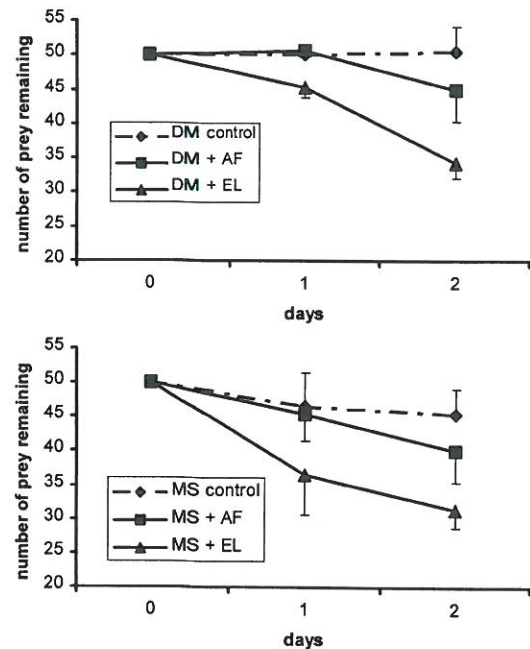 number of prey remaining
55
50
45
40
35
30
25
20
DM control
DM + AF
DM + EL
0 1 2
days
number of prey remaining
55
50
45
40
35
30
25
20
MS control
MS + AF
MS + EL
0 1 2
days